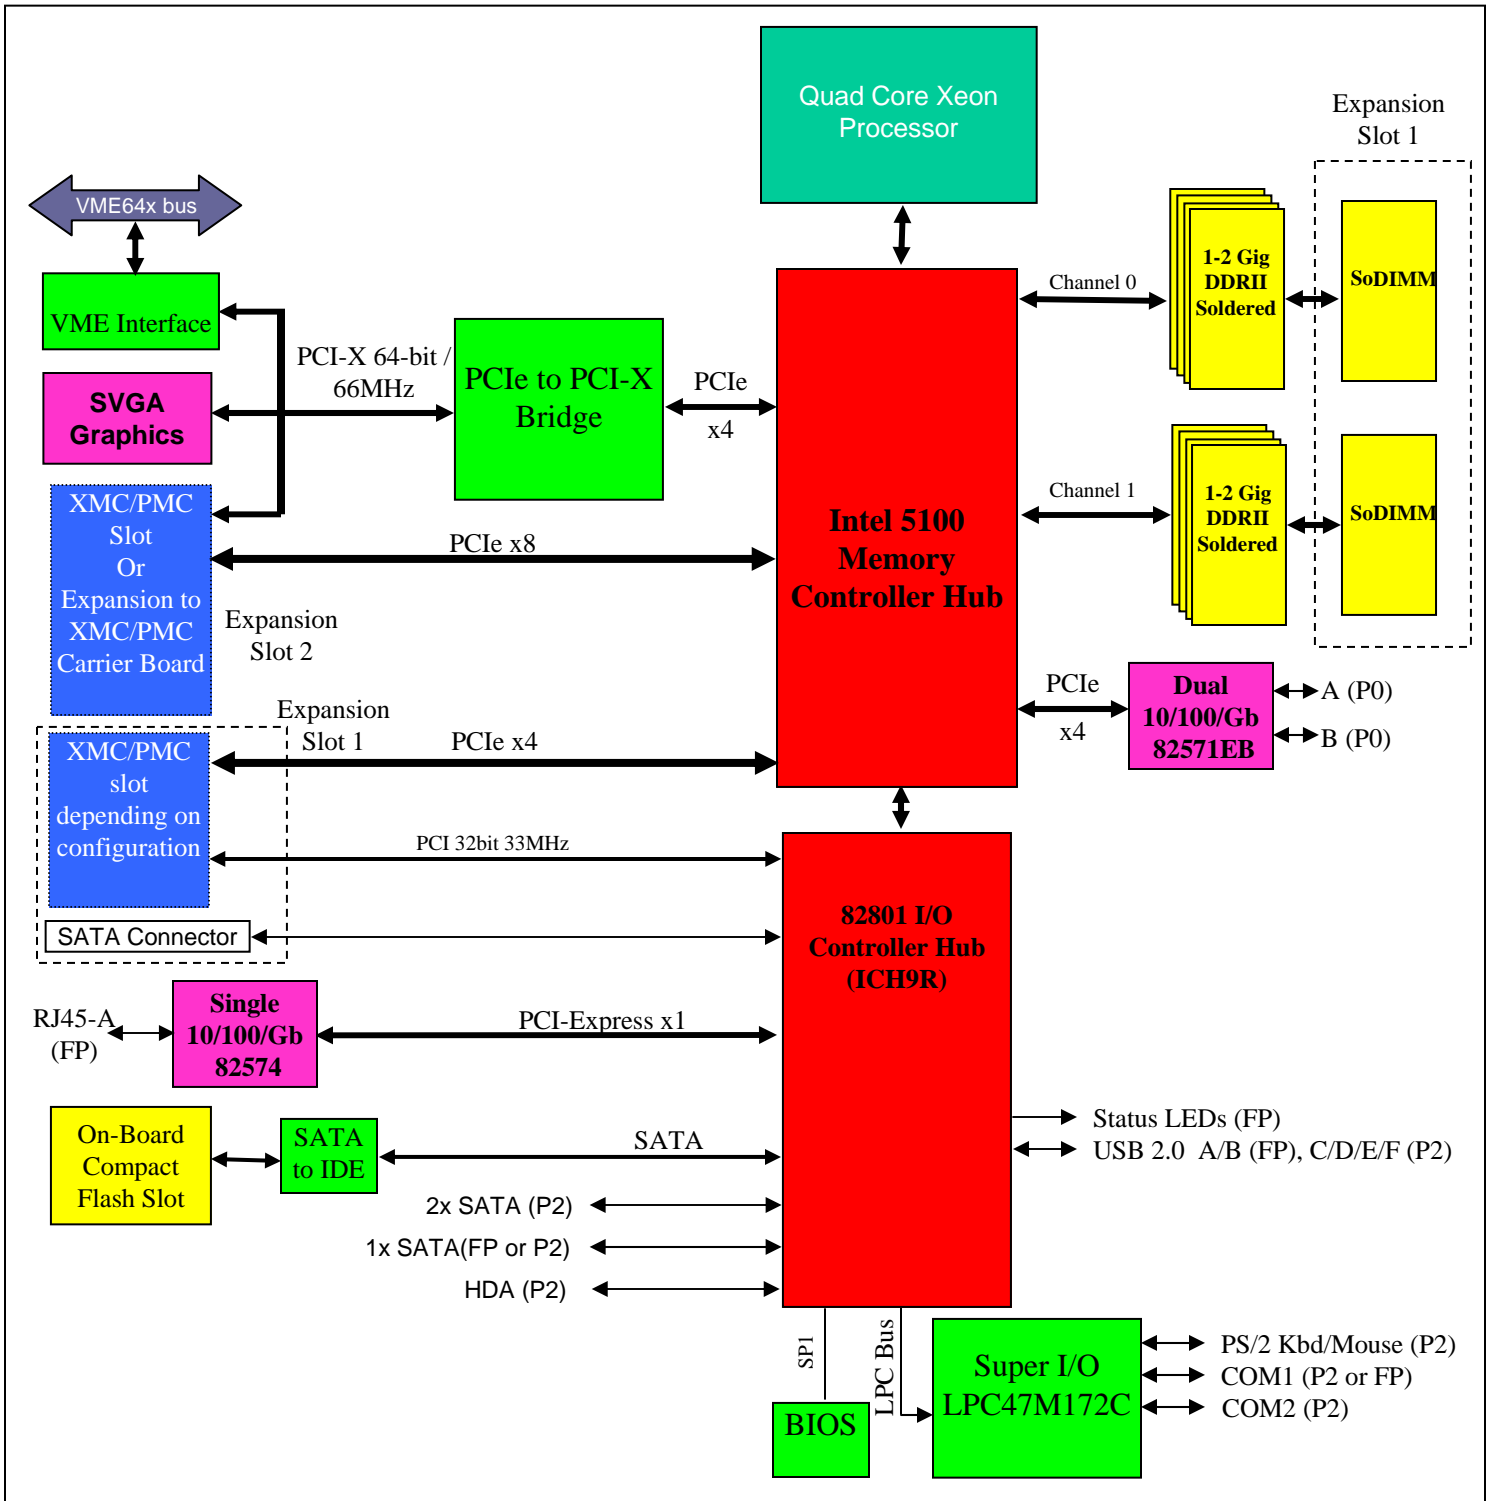 Quad Core Xeon
Processor
Expansion
Slot 1
VME64x bus
VME Interface
PCI-X 64-bit /
66MHz
SVGA
Graphics
PCIe to PCI-X
Bridge
PCIe
x4
Intel 5100
Memory
Controller Hub
Channel 0
1-2 Gig
DDRII
Soldered
SoDIMM
Channel 1
1-2 Gig
DDRII
Soldered
SoDIMM
XMC/PMC
Slot
Or
Expansion to
XMC/PMC
Carrier Board
PCIe x8
Expansion
Slot 2
PCIe
x4
Dual
10/100/Gb
82571EB
A (P0)
B (P0)
Expansion
Slot 1
PCIe x4
XMC/PMC
slot
depending on
configuration
PCI 32bit 33MHz
SATA Connector
82801 I/O
Controller Hub
(ICH9R)
RJ45-A
(FP)
Single
10/100/Gb
82574
PCI-Express x1
On-Board
Compact
Flash Slot
SATA
to IDE
SATA
Status LEDs (FP)
USB 2.0  A/B (FP), C/D/E/F (P2)
2x SATA (P2)
1x SATA(FP or P2)
HDA (P2)
SP1
LPC Bus
BIOS
Super I/O
LPC47M172C
PS/2 Kbd/Mouse (P2)
COM1 (P2 or FP)
COM2 (P2)